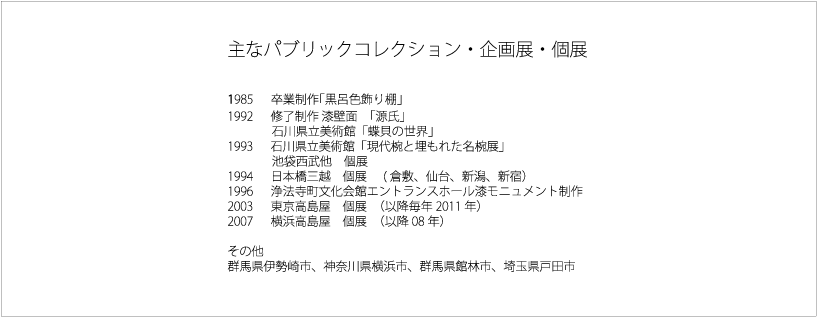 主なパブリックコレクション・企画展・個展
1985 卒業制作「黒呂色飾り棚」
1992 修了制作 漆壁面 「源氏」
石川県立美術館「蝶貝の世界」
1993 石川県立美術館「現代椀と埋もれた名椀展」
池袋西武他 個展
1994 日本橋三越 個展 （倉敷、仙台、新潟、新宿）
1996 浄法寺町文化会館エントランスホール漆モニュメント制作
2003 東京高島屋 個展 （以降毎年 2011 年）
2007 横浜高島屋 個展 （以降 08 年）
その他
群馬県伊勢崎市、神奈川県横浜市、群馬県館林市、埼玉県戸田市